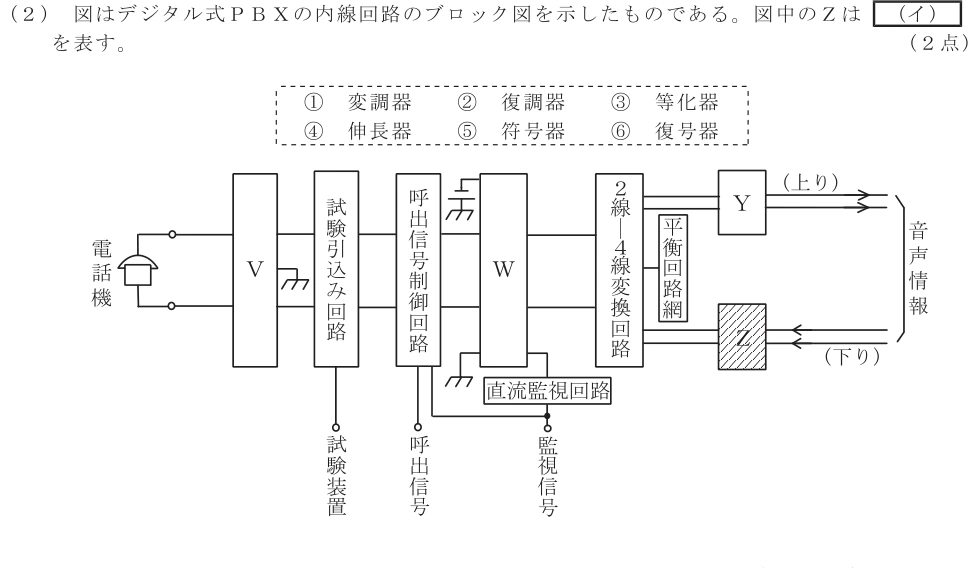 (2) 図はデジタル式PBXの内線回路のブロック図を示したものである。図中のZは (イ)
を表す。 (2点)
① 変調器 ② 復調器 ③ 等化器
④ 伸長器 ⑤ 符号器 ⑥ 復号器
電話機
V
試験引込み回路
試験装置
呼出信号制御回路
呼出信号
W
直流監視回路
監視信号
2線―4線変換回路
平衡回路網
Y
(上り)
Z
(下り)
音声情報